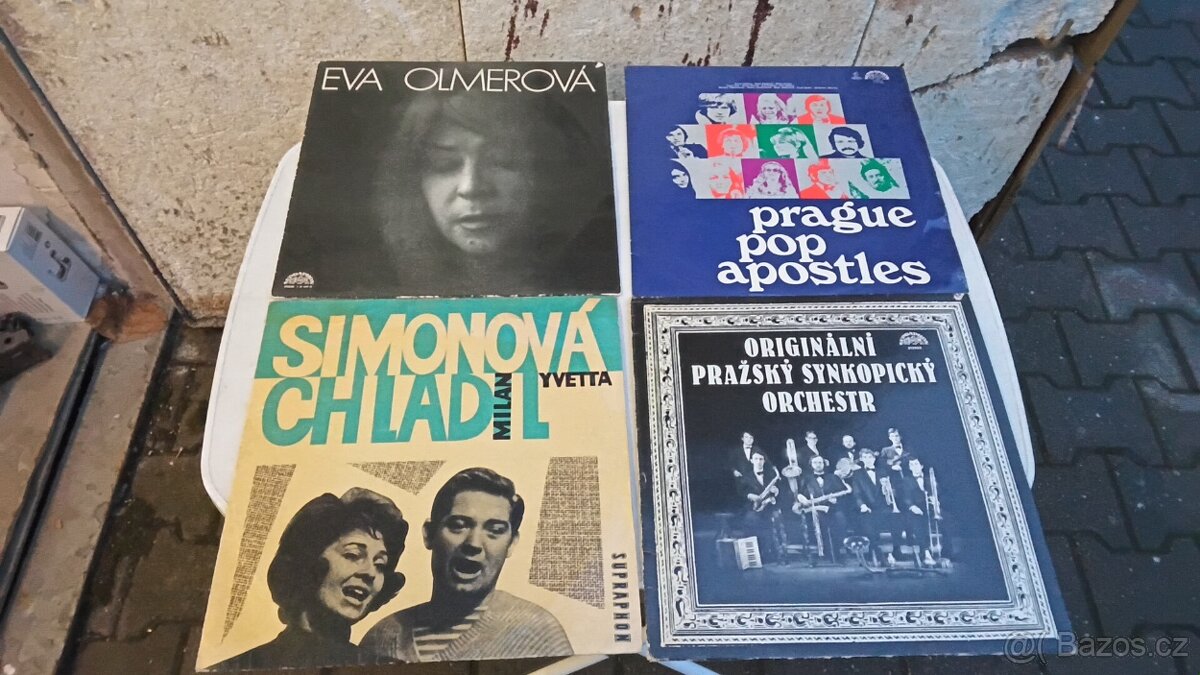 EVA OLMEROVÁ
prague
pop
apostles
SIMONOVÁ
CHLADIL
MILAN
YVETTA
SUPRAPHON
ORIGINÁLNÍ
PRAŽSKÝ SYNKOPICKÝ
ORCHESTR
@( Bazos.cz